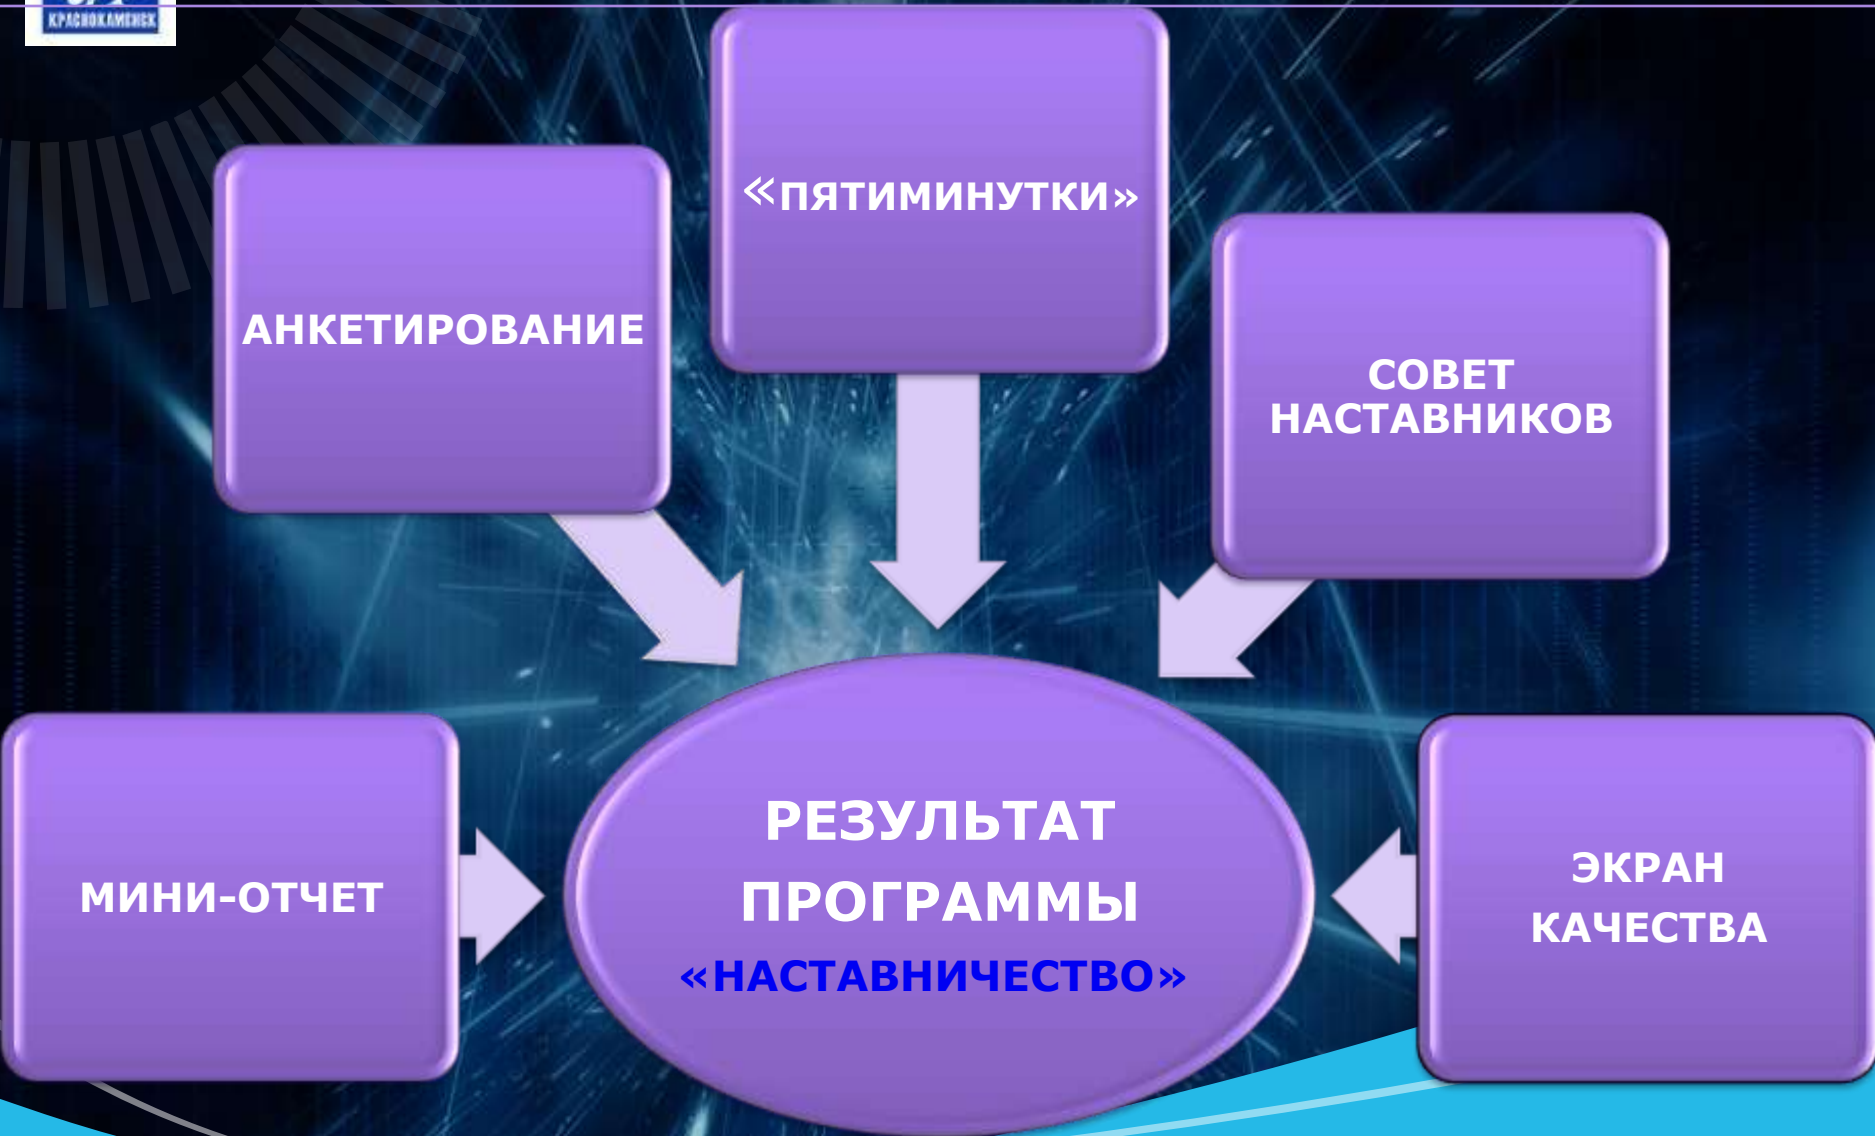 КРАСНОКАМЕНСК
«ПЯТИМИНУТКИ»
АНКЕТИРОВАНИЕ
СОВЕТ
НАСТАВНИКОВ
МИНИ-ОТЧЕТ
РЕЗУЛЬТАТ
ПРОГРАММЫ
«НАСТАВНИЧЕСТВО»
ЭКРАН
КАЧЕСТВА